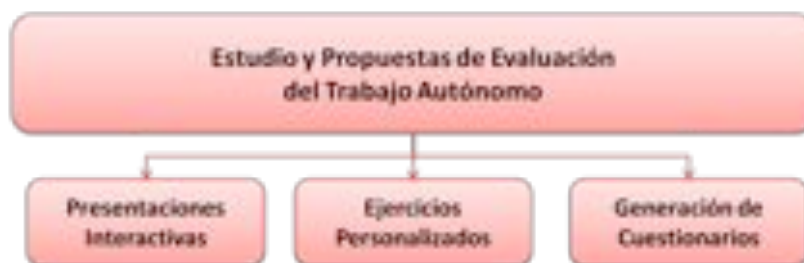 Estudio y Propuestas de Evaluación
del Trabajo Autónomo
Presentaciones
Interactivas
Ejercicios
Personalizados
Generación de
Cuestionarios